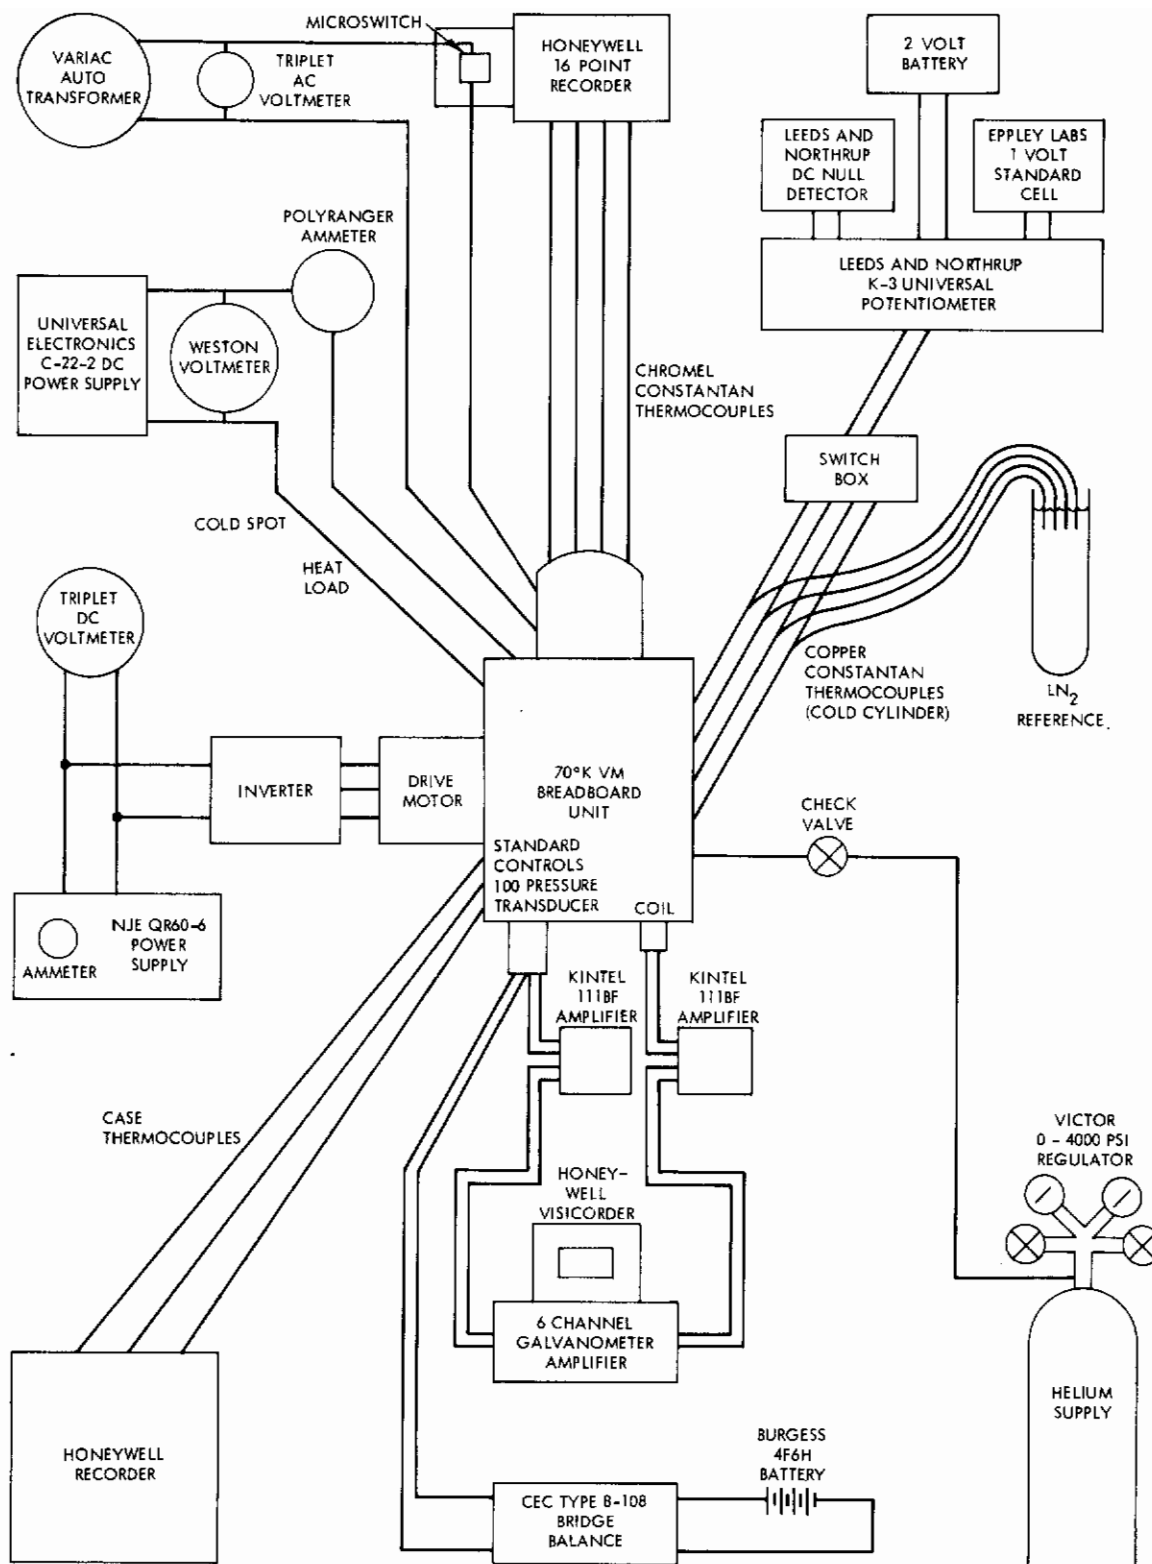 MICROSWITCH
VARIAC
AUTO
TRANSFORMER
TRIPLET
AC
VOLTMETER
HONEYWELL
16 POINT
RECORDER
2 VOLT
BATTERY
LEEDS AND
NORTHRUP
DC NULL
DETECTOR
EPPLEY LABS
1 VOLT
STANDARD
CELL
POLYRANGER
AMMETER
LEEDS AND NORTHRUP
K-3 UNIVERSAL
POTENTIOMETER
UNIVERSAL
ELECTRONICS
C-22-2 DC
POWER SUPPLY
WESTON
VOLTMETER
CHROMEL
CONSTANTAN
THERMOCOUPLES
SWITCH
BOX
COLD SPOT
HEAT
LOAD
TRIPLET
DC
VOLTMETER
COPPER
CONSTANTAN
THERMOCOUPLES
(COLD CYLINDER)
LN2
REFERENCE.
INVERTER
DRIVE
MOTOR
70°K VM
BREADBOARD
UNIT
CHECK
VALVE
STANDARD
CONTROLS
100 PRESSURE
TRANSDUCER
COIL
NJE QR60-6
POWER
SUPPLY
AMMETER
KINTEL
111BF
AMPLIFIER
KINTEL
111BF
AMPLIFIER
CASE
THERMOCOUPLES
VICTOR
0 - 4000 PSI
REGULATOR
HONEY-
WELL
VISICORDER
6 CHANNEL
GALVANOMETER
AMPLIFIER
HELIUM
SUPPLY
HONEYWELL
RECORDER
BURGESS
4F6H
BATTERY
CEC TYPE 8-108
BRIDGE
BALANCE